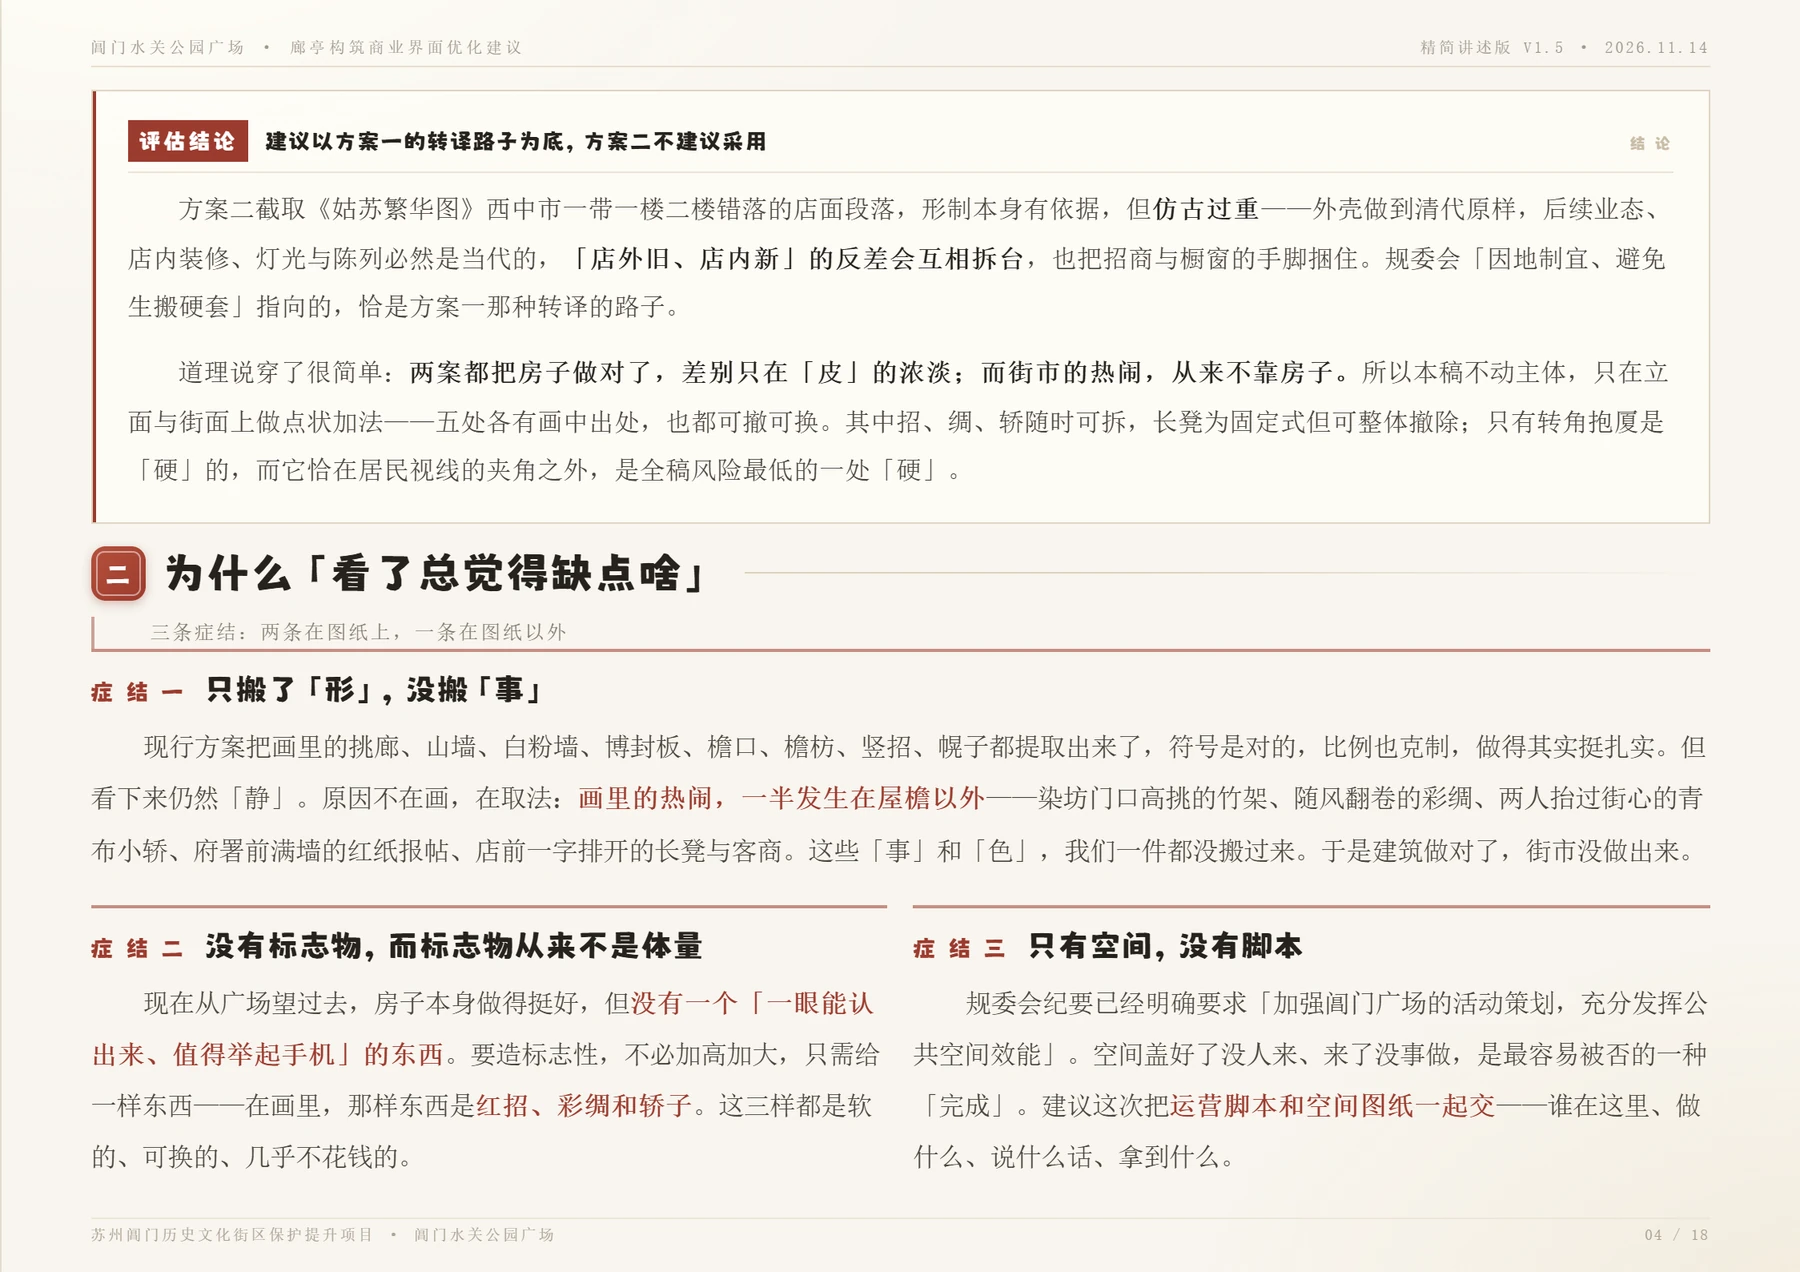 阊门水关公园广场 • 廊亭构筑商业界面优化建议
精简讲述版 V1.5 • 2026.11.14
评估结论 建议以方案一的转译路子为底，方案二不建议采用
结 论
方案二截取《姑苏繁华图》西中市一带一楼二楼错落的店面段落，形制本身有依据，但仿古过重——外壳做到清代原样，后续业态、
店内装修、灯光与陈列必然是当代的，「店外旧、店内新」的反差会互相拆台，也把招商与橱窗的手脚捆住。规委会「因地制宜、避免
生搬硬套」指向的，恰是方案一那种转译的路子。
道理说穿了很简单：两案都把房子做对了，差别只在「皮」的浓淡；而街市的热闹，从来不靠房子。所以本稿不动主体，只在立
面与街面上做点状加法——五处各有画中出处，也都可撤可换。其中招、绸、轿随时可拆，长凳为固定式但可整体撤除；只有转角抱厦是
「硬」的，而它恰在居民视线的夹角之外，是全稿风险最低的一处「硬」。
二 为什么「看了总觉得缺点啥」
三条症结：两条在图纸上，一条在图纸以外
症结一 只搬了「形」，没搬「事」
现行方案把画里的挑廊、山墙、白粉墙、博封板、檐口、檐枋、竖招、幌子都提取出来了，符号是对的，比例也克制，做得其实挺扎实。但
看下来仍然「静」。原因不在画，在取法：画里的热闹，一半发生在屋檐以外——染坊门口高挑的竹架、随风翻卷的彩绸、两人抬过街心的青
布小轿、府署前满墙的红纸报帖、店前一字排开的长凳与客商。这些「事」和「色」，我们一件都没搬过来。于是建筑做对了，街市没做出来。
症结二 没有标志物，而标志物从来不是体量
现在从广场望过去，房子本身做得挺好，但没有一个「一眼能认
出来、值得举起手机」的东西。要造标志性，不必加高加大，只需给
一样东西——在画里，那样东西是红招、彩绸和轿子。这三样都是软
的、可换的、几乎不花钱的。
症结三 只有空间，没有脚本
规委会纪要已经明确要求「加强阊门广场的活动策划，充分发挥公
共空间效能」。空间盖好了没人来、来了没事做，是最容易被否的一种
「完成」。建议这次把运营脚本和空间图纸一起交——谁在这里、做
什么、说什么话、拿到什么。
苏州阊门历史文化街区保护提升项目 • 阊门水关公园广场
04 / 18